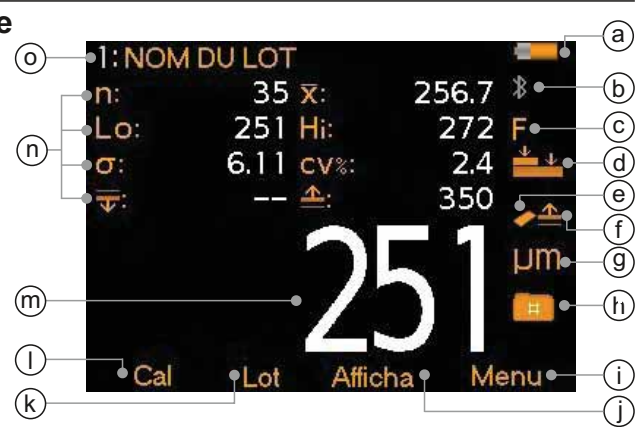 e
1: NOM DU LOT
n: 35 x̄: 256.7
Lo: 251 Hi: 272 F
σ: 6.11 cv%: 2.4
-- 350
251
µm
#
Cal Lot Afficha Menu
a
b
c
d
e
f
g
h
i
j
k
l
m
n
o